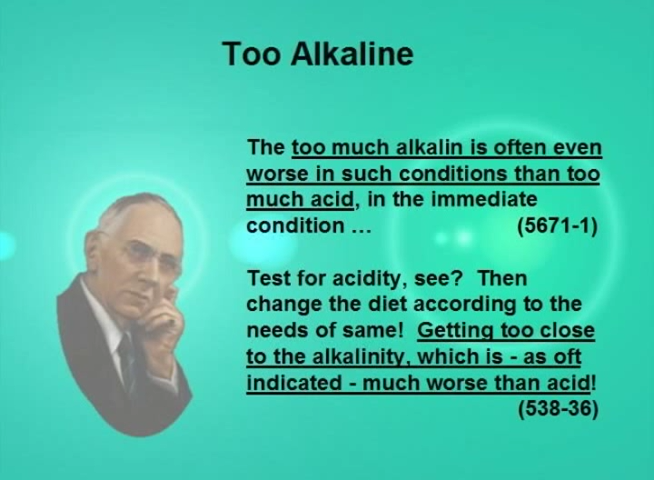 Too Alkaline
The too much alkalin is often even
worse in such conditions than too
much acid, in the immediate
condition ... (5671-1)
Test for acidity, see? Then
change the diet according to the
needs of same! Getting too close
to the alkalinity, which is - as oft
indicated - much worse than acid!
(538-36)